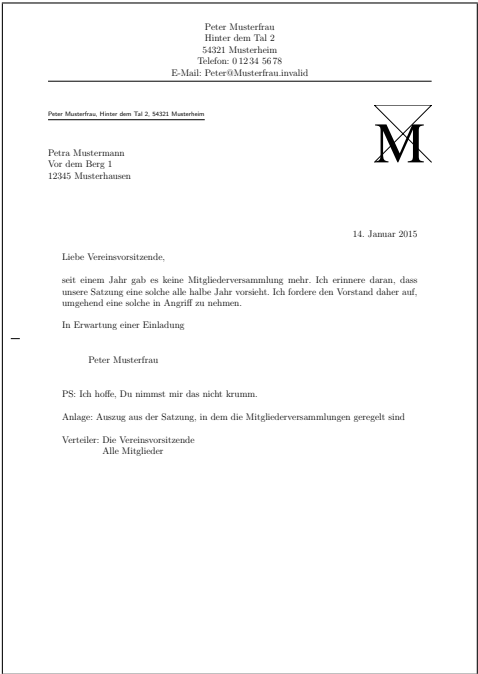 Peter Musterfrau
Hinter dem Tal 2
54321 Musterheim
Telefon: 0 12 34 56 78
E-Mail: Peter@Musterfrau.invalid
Peter Musterfrau, Hinter dem Tal 2, 54321 Musterheim
M
Petra Mustermann
Vor dem Berg 1
12345 Musterhausen
14. Januar 2015
Liebe Vereinsvorsitzende,
seit einem Jahr gab es keine Mitgliederversammlung mehr. Ich erinnere daran, dass
unsere Satzung eine solche alle halbe Jahr vorsieht. Ich fordere den Vorstand daher auf,
umgehend eine solche in Angriff zu nehmen.
In Erwartung einer Einladung
Peter Musterfrau
PS: Ich hoffe, Du nimmst mir das nicht krumm.
Anlage: Auszug aus der Satzung, in dem die Mitgliederversammlungen geregelt sind
Verteiler: Die Vereinsvorsitzende
Alle Mitglieder